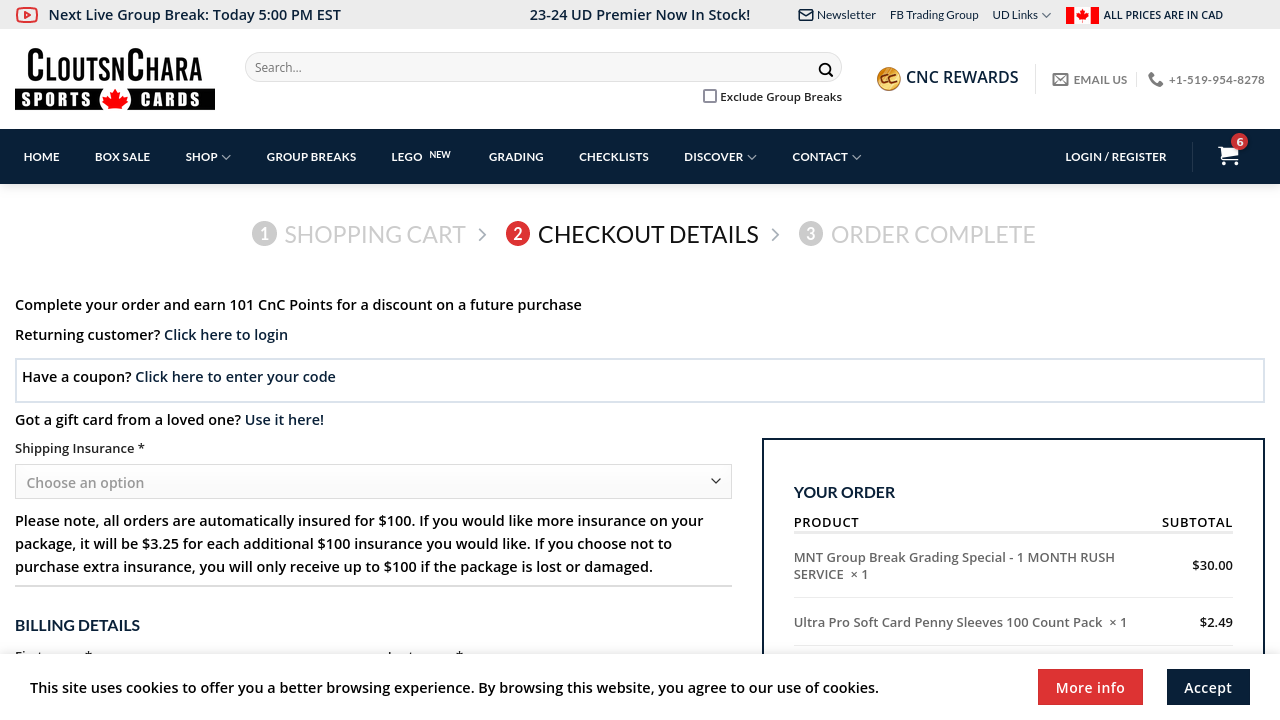 Next Live Group Break: Today 5:00 PM EST
23-24 UD Premier Now In Stock!
Newsletter
FB Trading Group
UD Links
ALL PRICES ARE IN CAD
CLOUTSNCHARA
SPORTS CARDS
Search...
Exclude Group Breaks
CNC REWARDS
EMAIL US
+1-519-954-8278
HOME
BOX SALE
SHOP
GROUP BREAKS
LEGO NEW
GRADING
CHECKLISTS
DISCOVER
CONTACT
LOGIN / REGISTER
6
1 SHOPPING CART
2 CHECKOUT DETAILS
3 ORDER COMPLETE
Complete your order and earn 101 CnC Points for a discount on a future purchase
Returning customer? Click here to login
Have a coupon? Click here to enter your code
Got a gift card from a loved one? Use it here!
Shipping Insurance *
Choose an option
Please note, all orders are automatically insured for $100. If you would like more insurance on your
package, it will be $3.25 for each additional $100 insurance you would like. If you choose not to
purchase extra insurance, you will only receive up to $100 if the package is lost or damaged.
BILLING DETAILS
YOUR ORDER
PRODUCT SUBTOTAL
MNT Group Break Grading Special - 1 MONTH RUSH
SERVICE × 1
$30.00
Ultra Pro Soft Card Penny Sleeves 100 Count Pack × 1
$2.49
This site uses cookies to offer you a better browsing experience. By browsing this website, you agree to our use of cookies.
More info
Accept